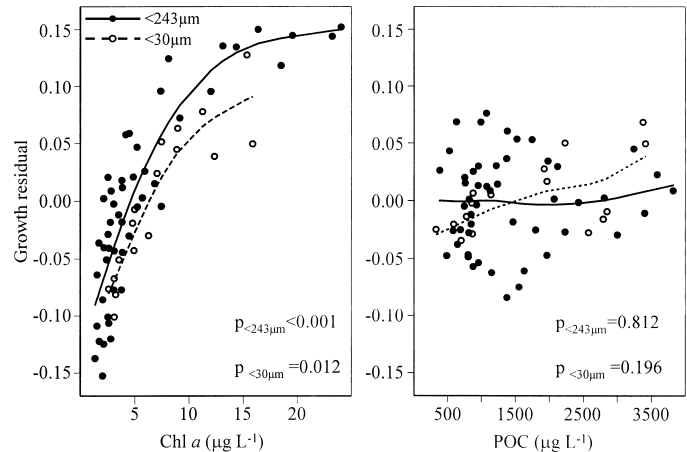 <243μm
<30μm
Growth residual
0.15
0.10
0.05
0.00
-0.05
-0.10
-0.15
p<243μm<0.001
p <30μm =0.012
5 10 15 20
Chl a (μg L-1)
0.15
0.10
0.05
0.00
-0.05
-0.10
-0.15
p<243μm=0.812
p <30μm =0.196
500 1500 2500 3500
POC (μg L-1)